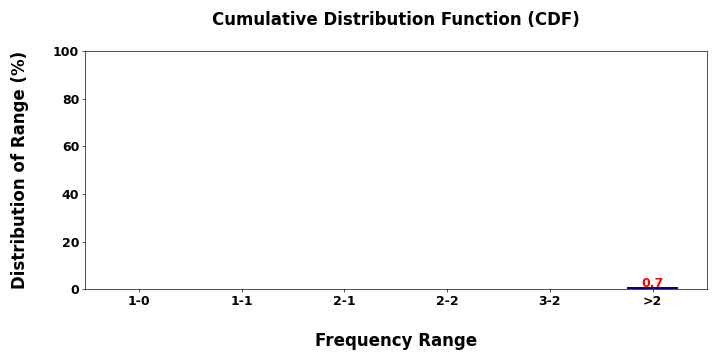 Cumulative Distribution Function (CDF)
Distribution of Range (%)
100
80
60
40
20
0
0.7
1-0 1-1 2-1 2-2 3-2 >2
Frequency Range